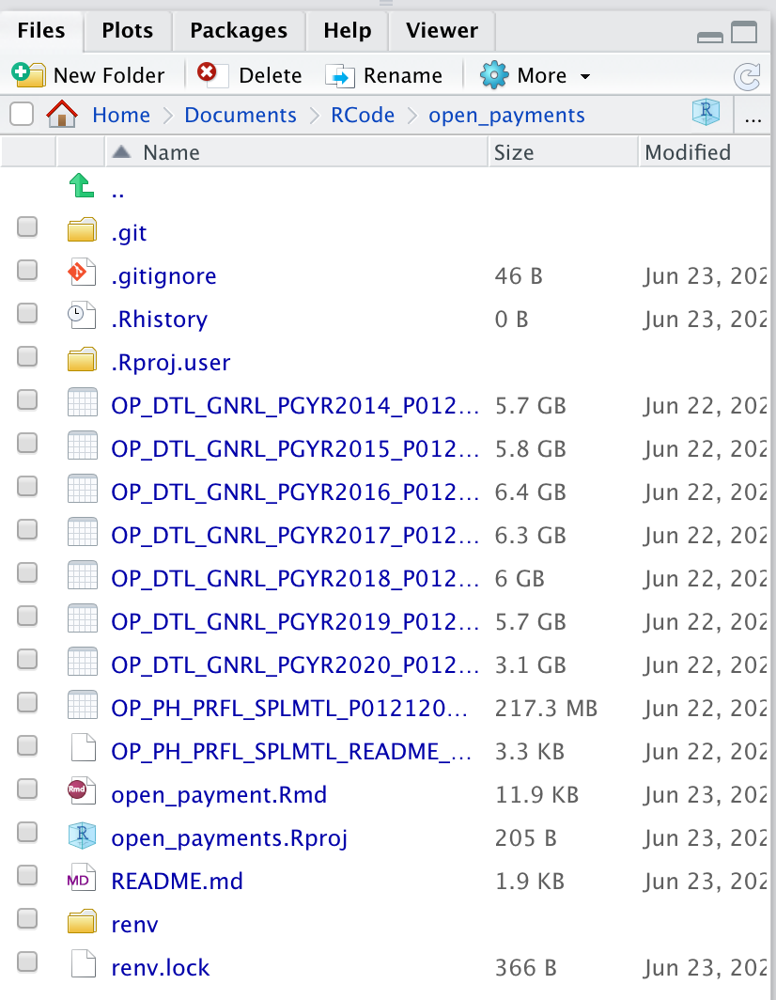 Files Plots Packages Help Viewer
New Folder Delete Rename More
Home Documents RCode open_payments R ...
Name Size Modified
..
.git
.gitignore 46 B Jun 23, 202
.Rhistory 0 B Jun 23, 202
.Rproj.user
OP_DTL_GNRL_PGYR2014_P012... 5.7 GB Jun 22, 202
OP_DTL_GNRL_PGYR2015_P012... 5.8 GB Jun 22, 202
OP_DTL_GNRL_PGYR2016_P012... 6.4 GB Jun 22, 202
OP_DTL_GNRL_PGYR2017_P012... 6.3 GB Jun 22, 202
OP_DTL_GNRL_PGYR2018_P012... 6 GB Jun 22, 202
OP_DTL_GNRL_PGYR2019_P012... 5.7 GB Jun 22, 202
OP_DTL_GNRL_PGYR2020_P012... 3.1 GB Jun 22, 202
OP_PH_PRFL_SPLMTL_P012120... 217.3 MB Jun 22, 202
OP_PH_PRFL_SPLMTL_README_... 3.3 KB Jun 22, 202
Rmd open_payment.Rmd 11.9 KB Jun 23, 202
R open_payments.Rproj 205 B Jun 23, 202
MD README.md 1.9 KB Jun 23, 202
renv
renv.lock 366 B Jun 23, 202